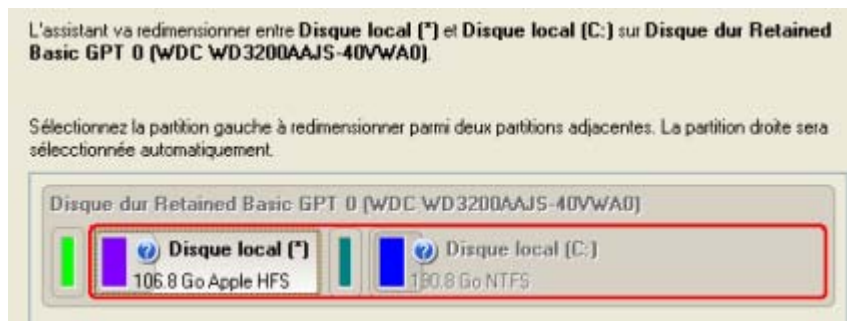 L'assistant va redimensionner entre Disque local (*) et Disque local (C:) sur Disque dur Retained
Basic GPT 0 (WDC WD3200AAJS-40VWA0).
Sélectionnez la partition gauche à redimensionner parmi deux partitions adjacentes. La partition droite sera
sélecctionnée automatiquement.
Disque dur Retained Basic GPT 0 (WDC WD3200AAJS-40VWA0)
Disque local (*)
106.8 Go Apple HFS
Disque local (C:)
190.8 Go NTFS